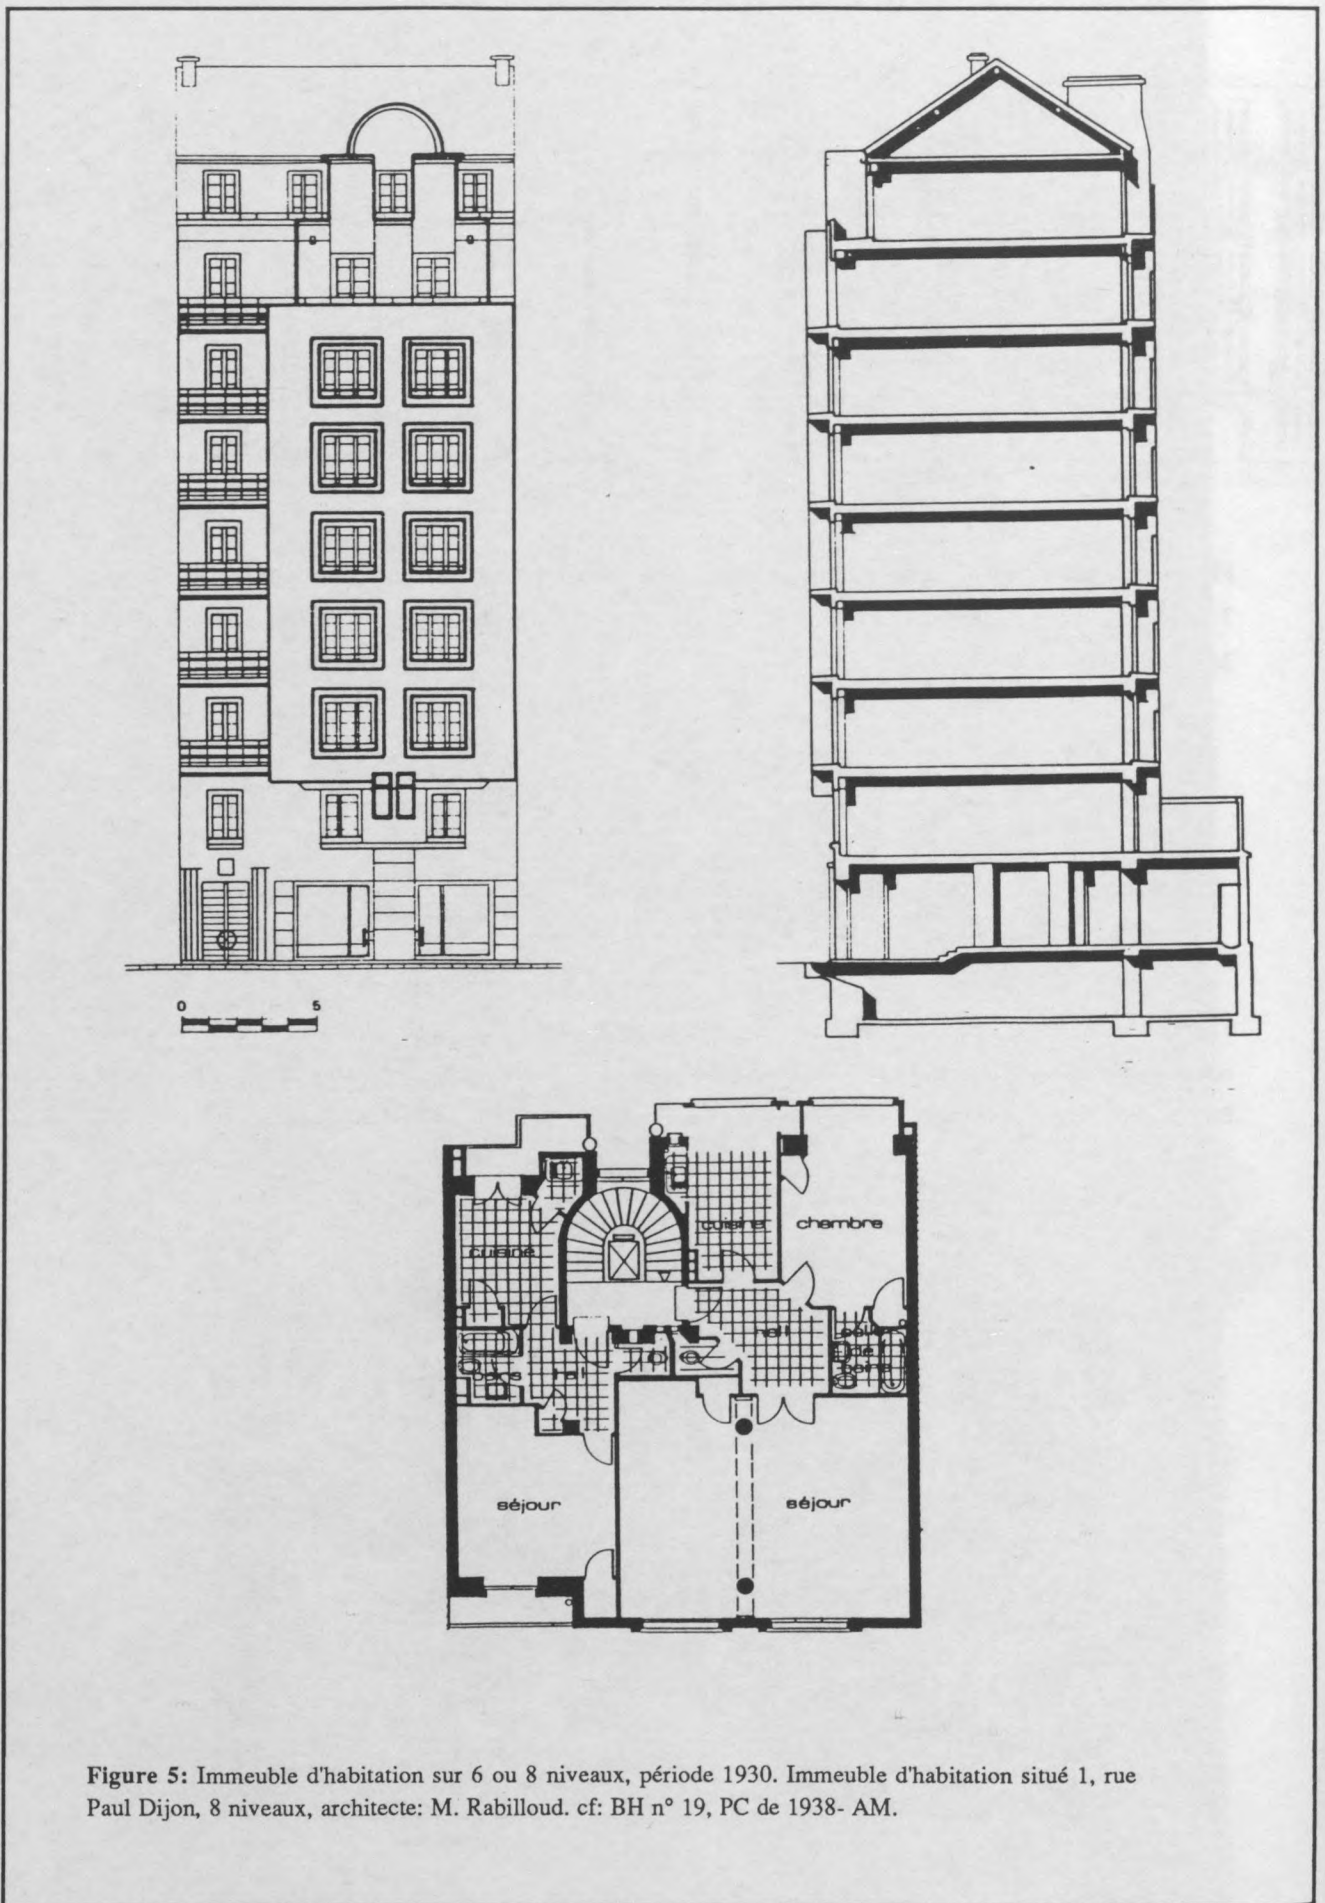 0 5
cuisine
cuisine
chambre
hall
salle
de
bains
bains
hall
séjour
séjour
Figure 5: Immeuble d'habitation sur 6 ou 8 niveaux, période 1930. Immeuble d'habitation situé 1, rue
Paul Dijon, 8 niveaux, architecte: M. Rabilloud. cf: BH n° 19, PC de 1938- AM.